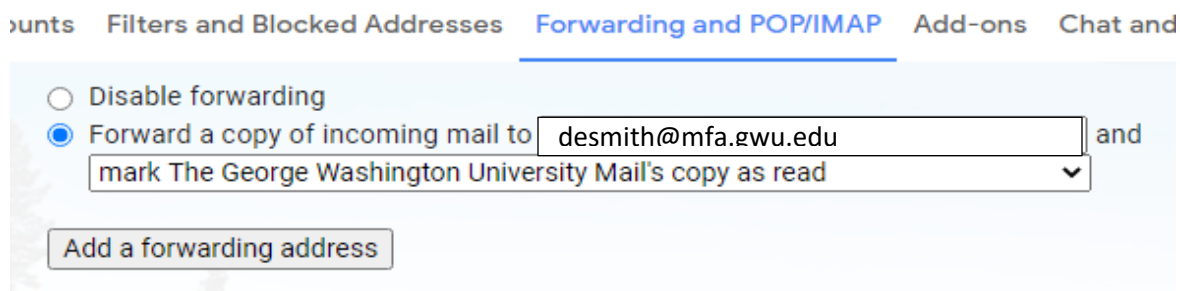 ounts Filters and Blocked Addresses Forwarding and POP/IMAP Add-ons Chat and
Disable forwarding
Forward a copy of incoming mail to desmith@mfa.gwu.edu and
mark The George Washington University Mail's copy as read
Add a forwarding address